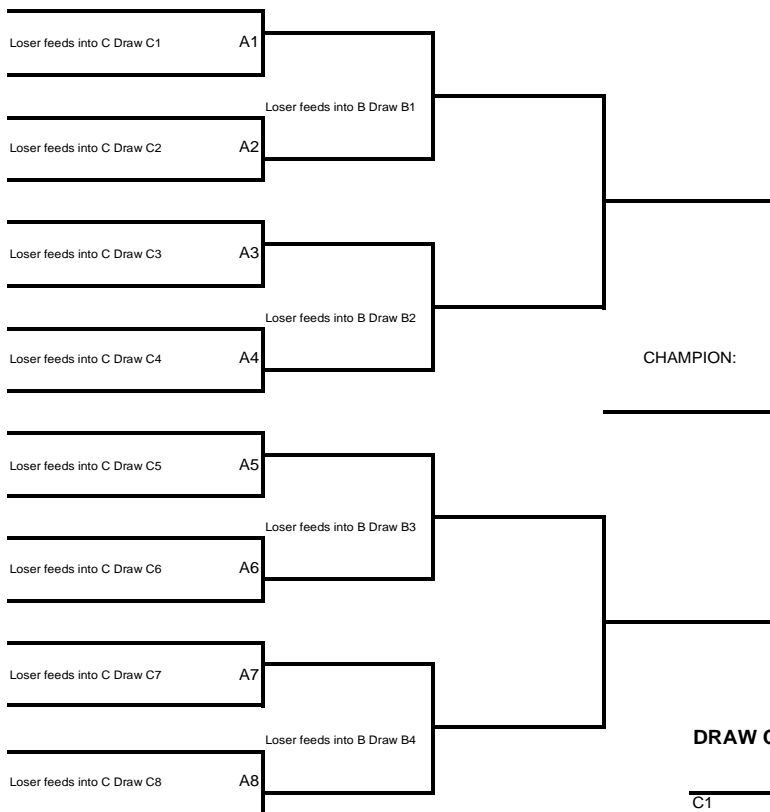 Loser feeds into C Draw C1 A1
Loser feeds into B Draw B1
Loser feeds into C Draw C2 A2
Loser feeds into C Draw C3 A3
Loser feeds into B Draw B2
Loser feeds into C Draw C4 A4
CHAMPION:
Loser feeds into C Draw C5 A5
Loser feeds into B Draw B3
Loser feeds into C Draw C6 A6
Loser feeds into C Draw C7 A7
Loser feeds into B Draw B4
DRAW C
Loser feeds into C Draw C8 A8
C1